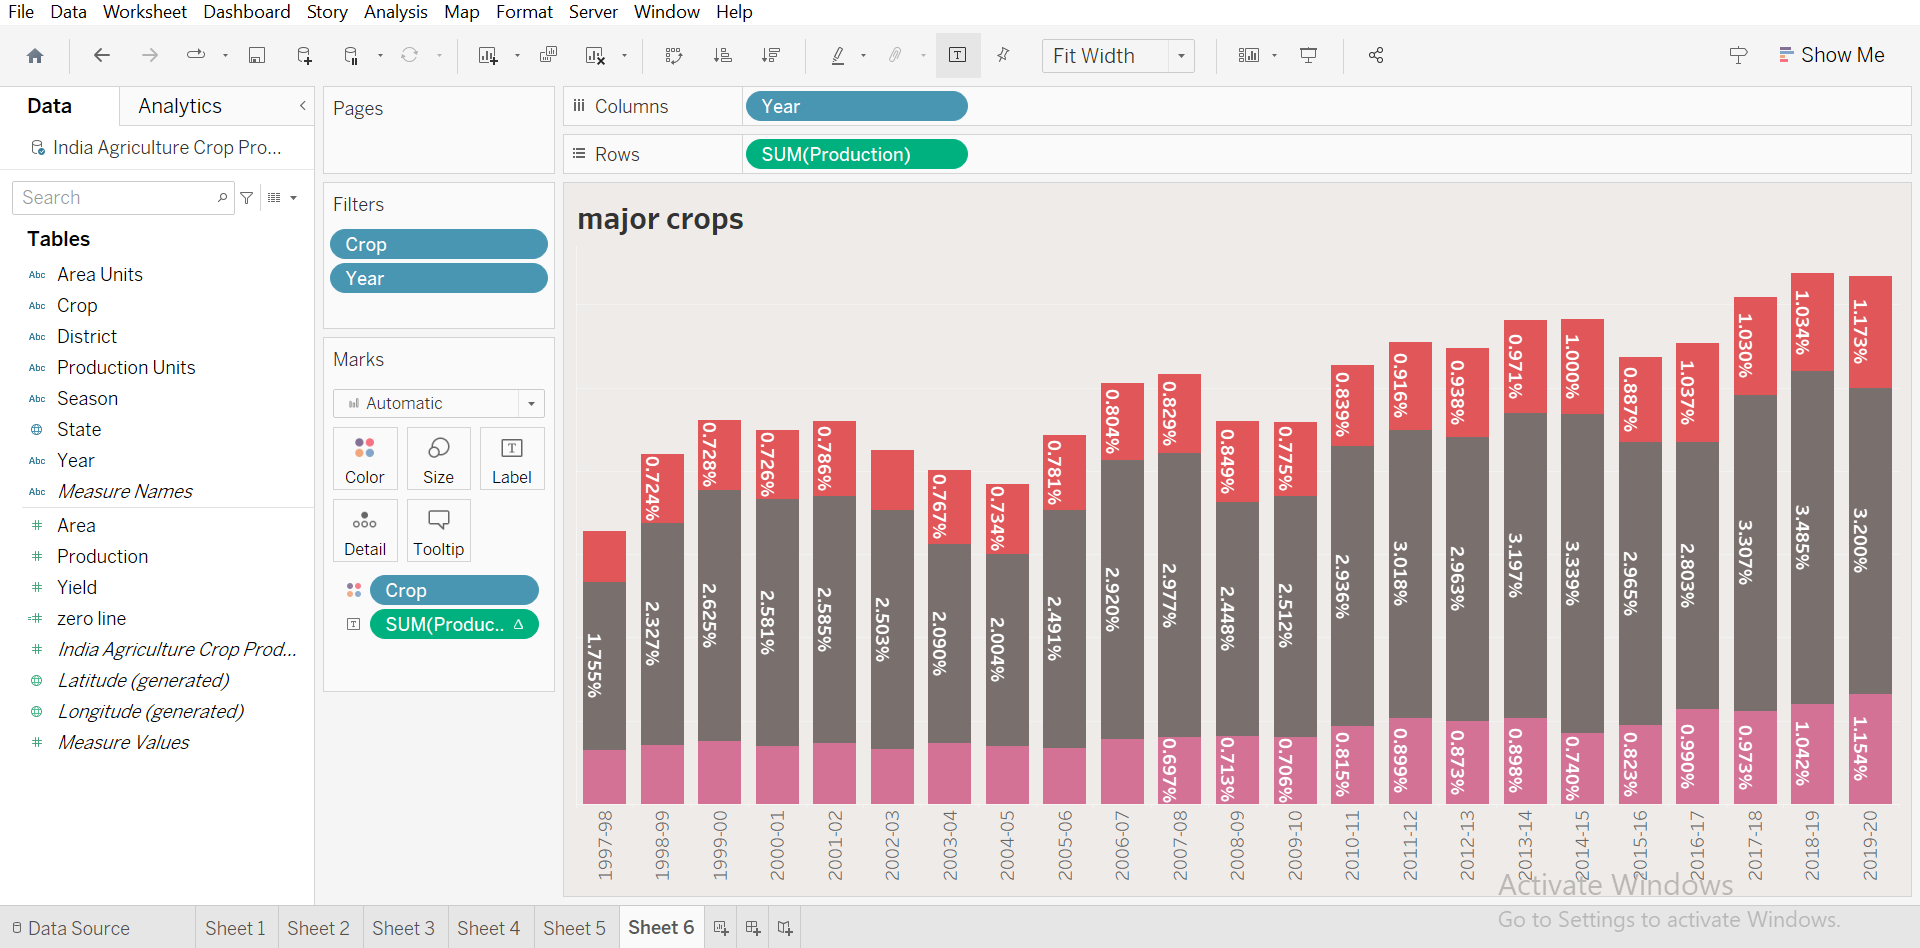 File Data Worksheet Dashboard Story Analysis Map Format Server Window Help
Fit Width
Show Me
Data Analytics
India Agriculture Crop Pro...
Search
Tables
Abc Area Units
Abc Crop
Abc District
Abc Production Units
Abc Season
State
Abc Year
Abc Measure Names
# Area
# Production
# Yield
=# zero line
# India Agriculture Crop Prod...
Latitude (generated)
Longitude (generated)
# Measure Values
Pages
Filters
Crop
Year
Marks
Automatic
Color Size Label
Detail Tooltip
Crop
SUM(Produc.. Δ
Columns Year
Rows SUM(Production)
major crops
0.724% 0.728% 0.726% 0.786% 0.767% 0.734% 0.781% 0.804% 0.829% 0.849% 0.775% 0.839% 0.916% 0.938% 0.971% 1.000% 0.887% 1.037% 1.030% 1.034% 1.173%
1.755% 2.327% 2.625% 2.581% 2.585% 2.503% 2.090% 2.004% 2.491% 2.920% 2.977% 2.448% 2.512% 2.936% 3.018% 2.963% 3.197% 3.339% 2.965% 2.803% 3.307% 3.485% 3.200%
0.697% 0.713% 0.706% 0.815% 0.899% 0.873% 0.898% 0.740% 0.823% 0.990% 0.973% 1.042% 1.154%
1997-98 1998-99 1999-00 2000-01 2001-02 2002-03 2003-04 2004-05 2005-06 2006-07 2007-08 2008-09 2009-10 2010-11 2011-12 2012-13 2013-14 2014-15 2015-16 2016-17 2017-18 2018-19 2019-20
Activate Windows
Go to Settings to activate Windows.
Data Source Sheet 1 Sheet 2 Sheet 3 Sheet 4 Sheet 5 Sheet 6